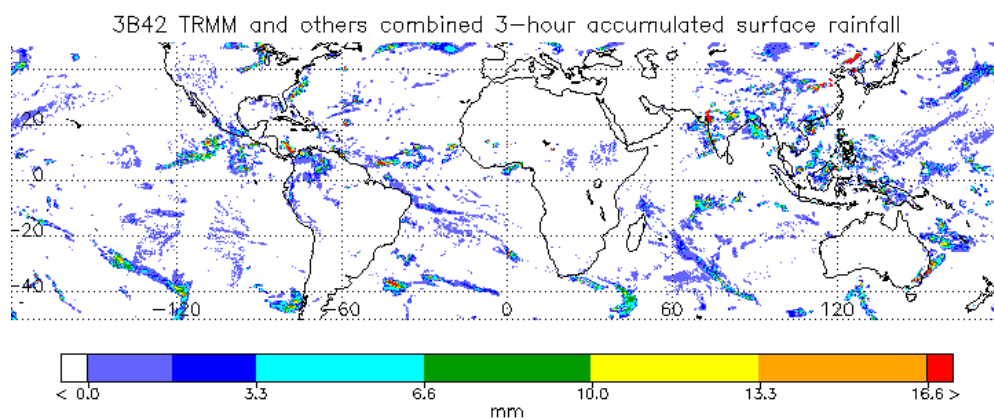 3B42 TRMM and others combined 3-hour accumulated surface rainfall
20
0
-20
-40
-120 -60 0 60 120
< 0.0 3.3 6.6 10.0 13.3 16.6 >
mm